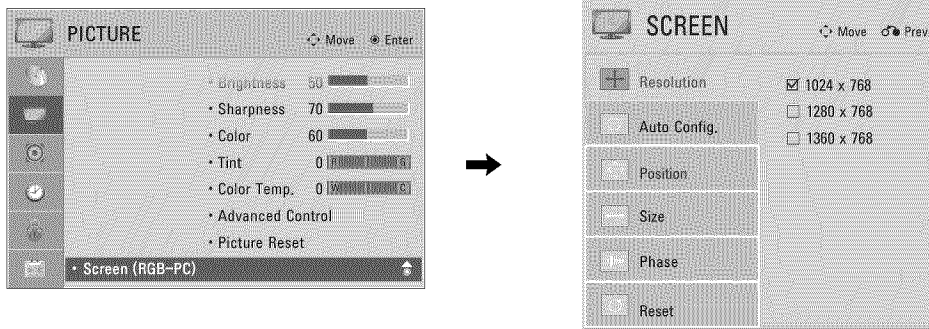 PICTURE
Move Enter
• Brightness 50
• Sharpness 70
• Color 60
• Tint 0 R G
• Color Temp. 0 W C
• Advanced Control
• Picture Reset
• Screen (RGB-PC)
SCREEN
Move Prev.
Resolution
Auto Config.
Position
Size
Phase
Reset
☑ 1024 x 768
☐ 1280 x 768
☐ 1360 x 768